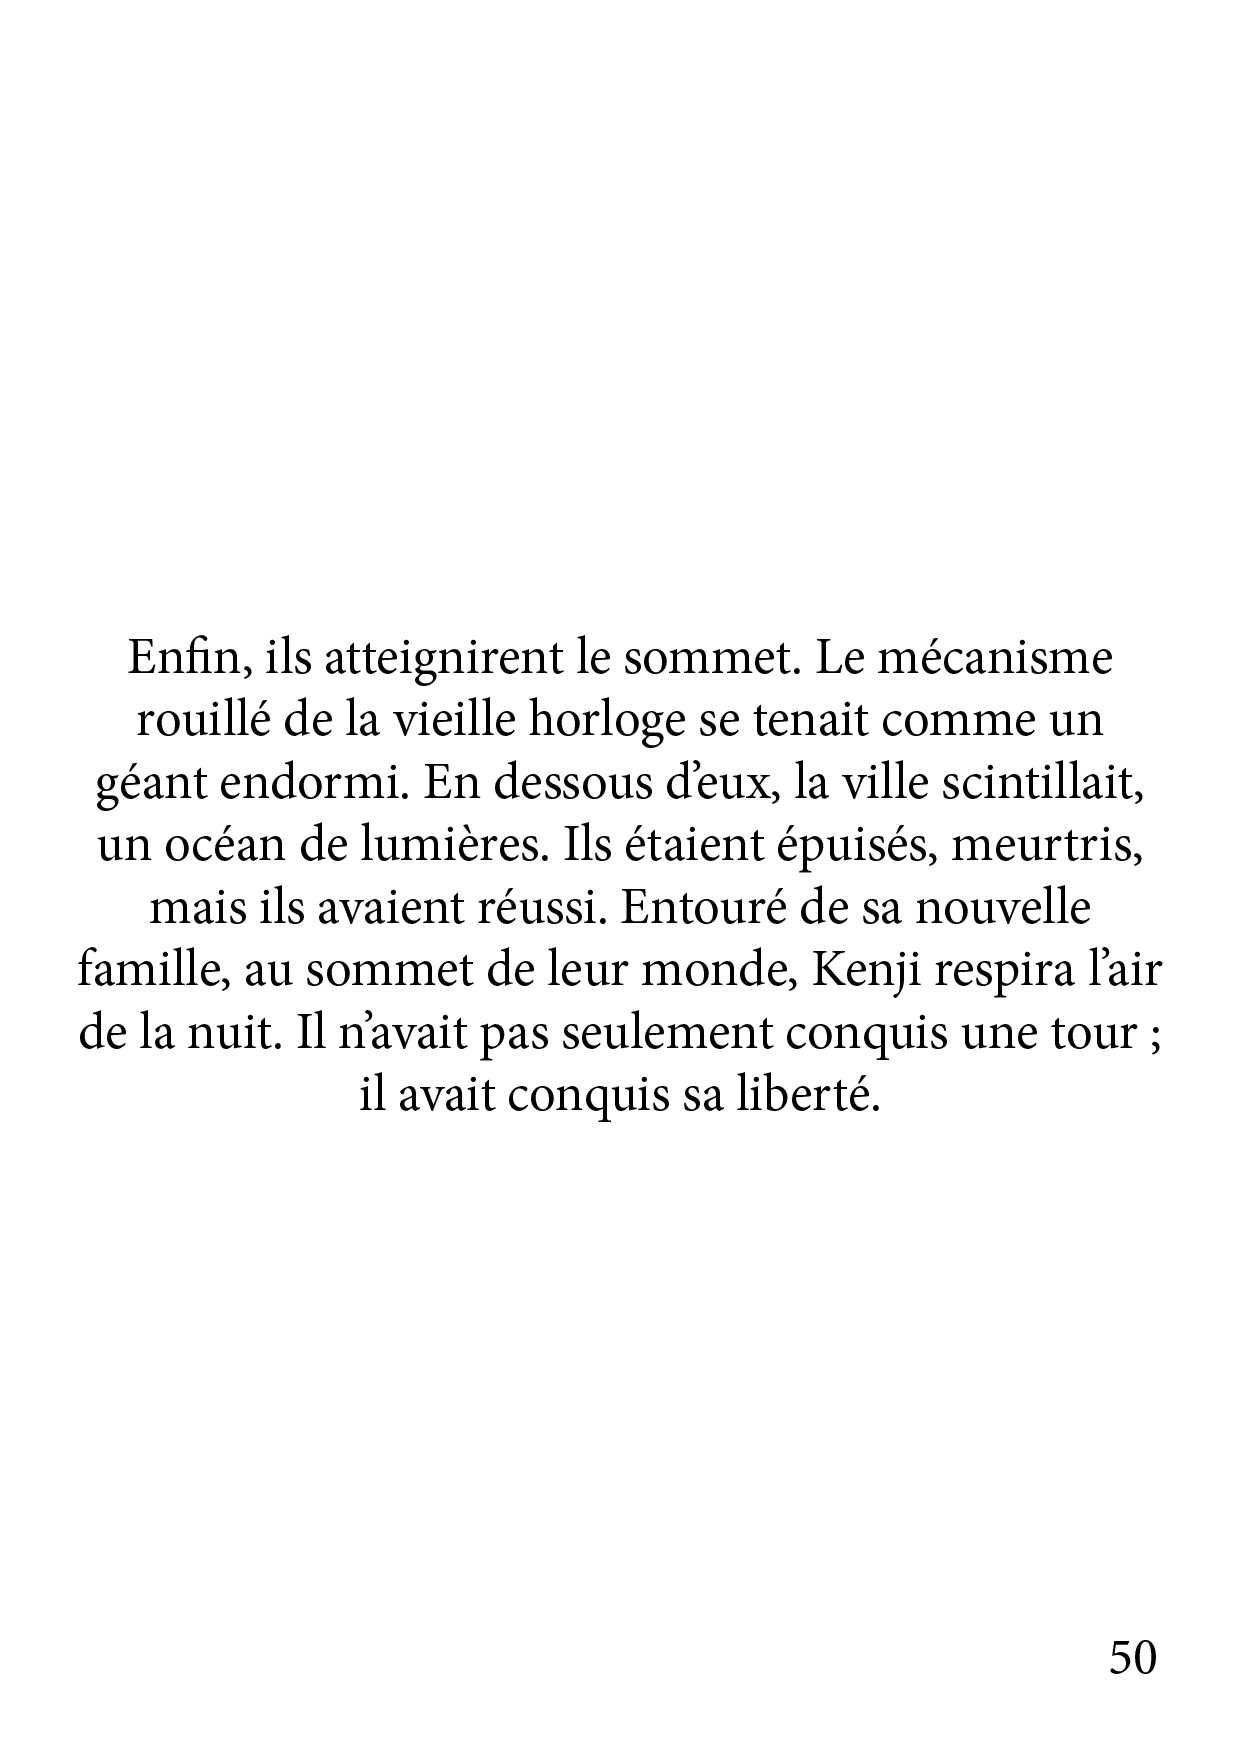 Enfin, ils atteignirent le sommet. Le mécanisme
rouillé de la vieille horloge se tenait comme un
géant endormi. En dessous d’eux, la ville scintillait,
un océan de lumières. Ils étaient épuisés, meurtris,
mais ils avaient réussi. Entouré de sa nouvelle
famille, au sommet de leur monde, Kenji respira l’air
de la nuit. Il n’avait pas seulement conquis une tour ;
il avait conquis sa liberté.
50